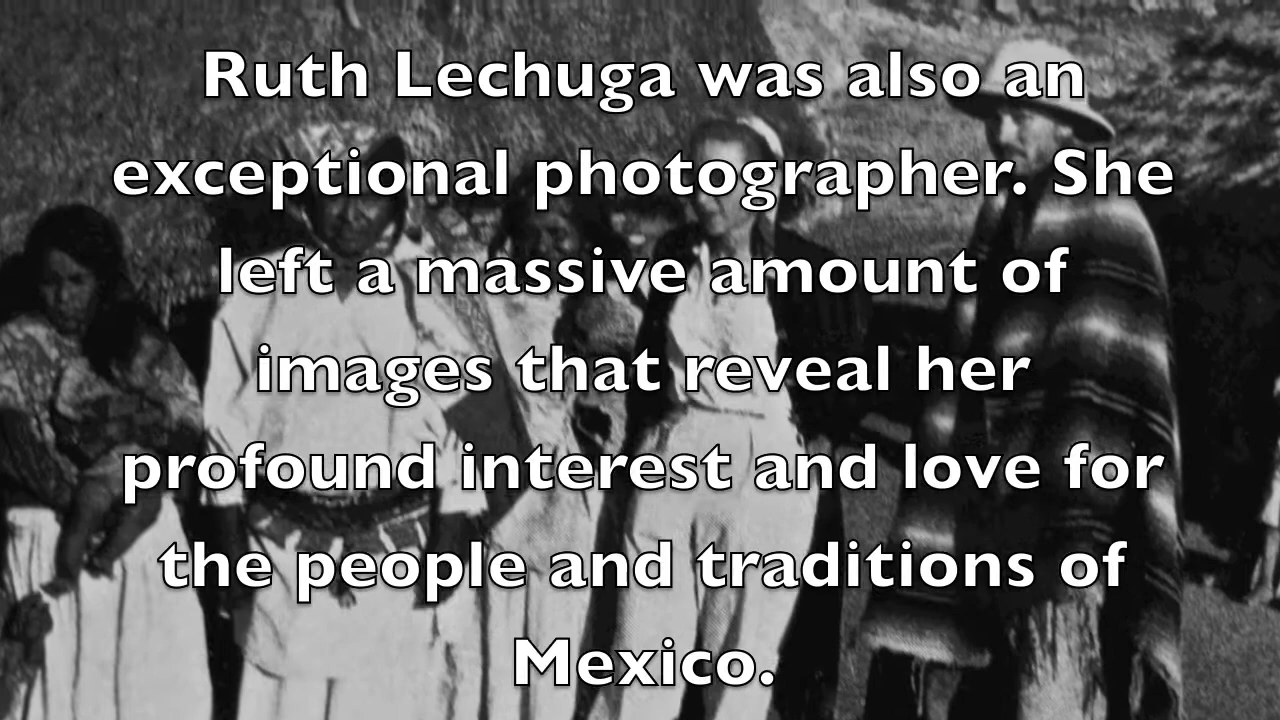 Ruth Lechuga was also an
exceptional photographer. She
left a massive amount of
images that reveal her
profound interest and love for
the people and traditions of
Mexico.